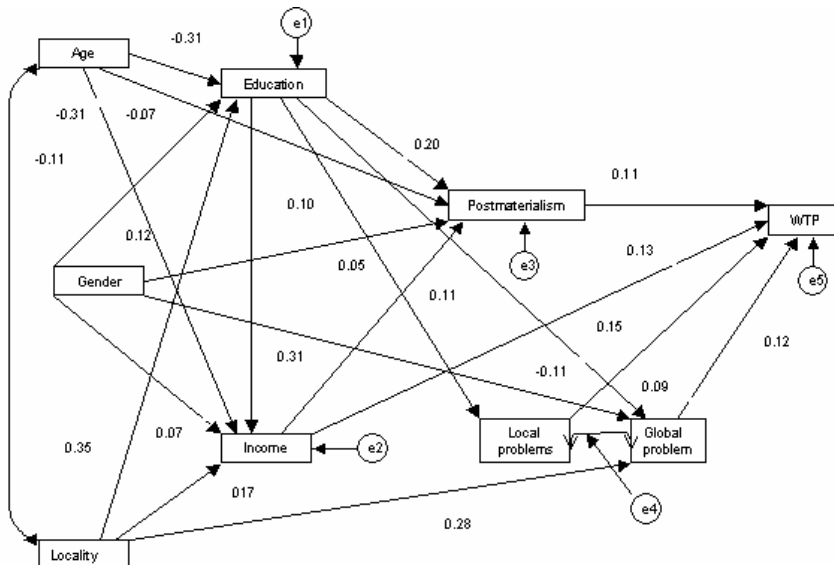 e1
-0.31
Age
Education
-0.31
-0.07
0.20
0.11
-0.11
0.10
Postmaterialism
WTP
0.12
0.13
0.05
e3
Gender
e5
0.11
0.15
0.31
0.12
-0.11
0.09
0.35
0.07
Income
e2
Local
problems
Global
problem
017
e4
0.28
Locality